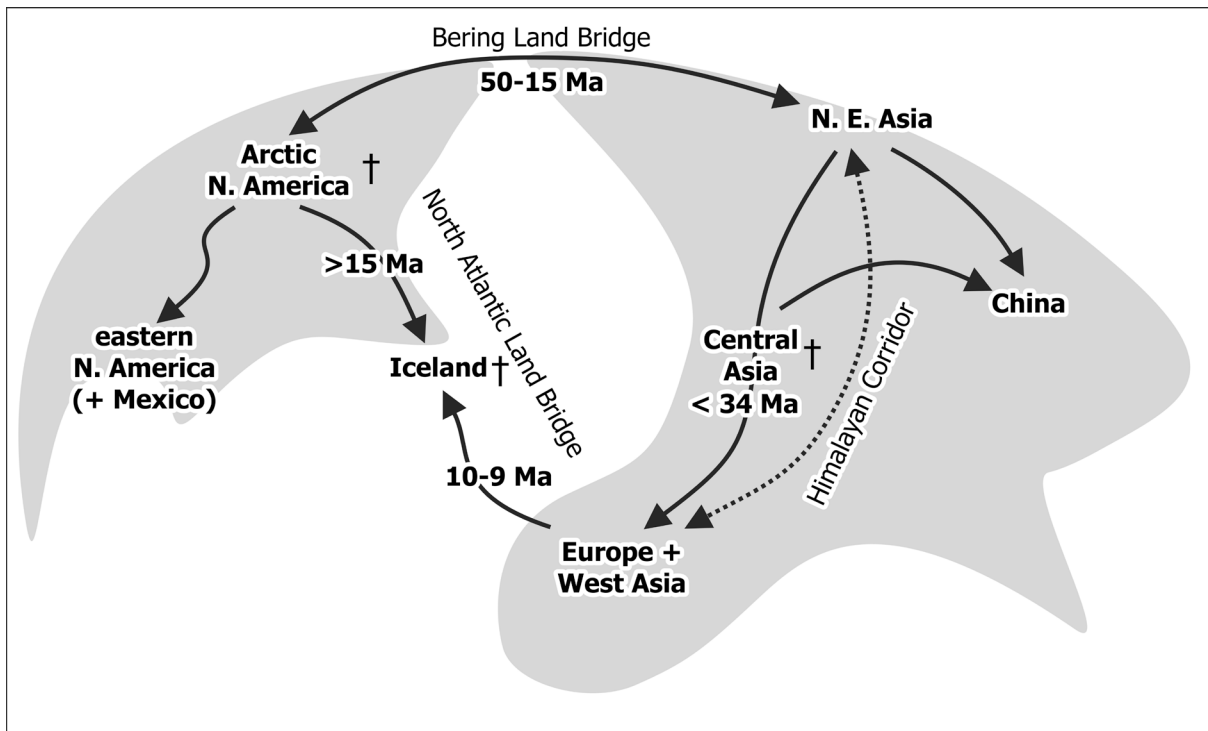 Bering Land Bridge
50-15 Ma
N. E. Asia
Arctic
N. America †
North Atlantic Land Bridge
>15 Ma
China
eastern
N. America
(+ Mexico)
Iceland †
Central
Asia †
< 34 Ma
Himalayan Corridor
10-9 Ma
Europe +
West Asia